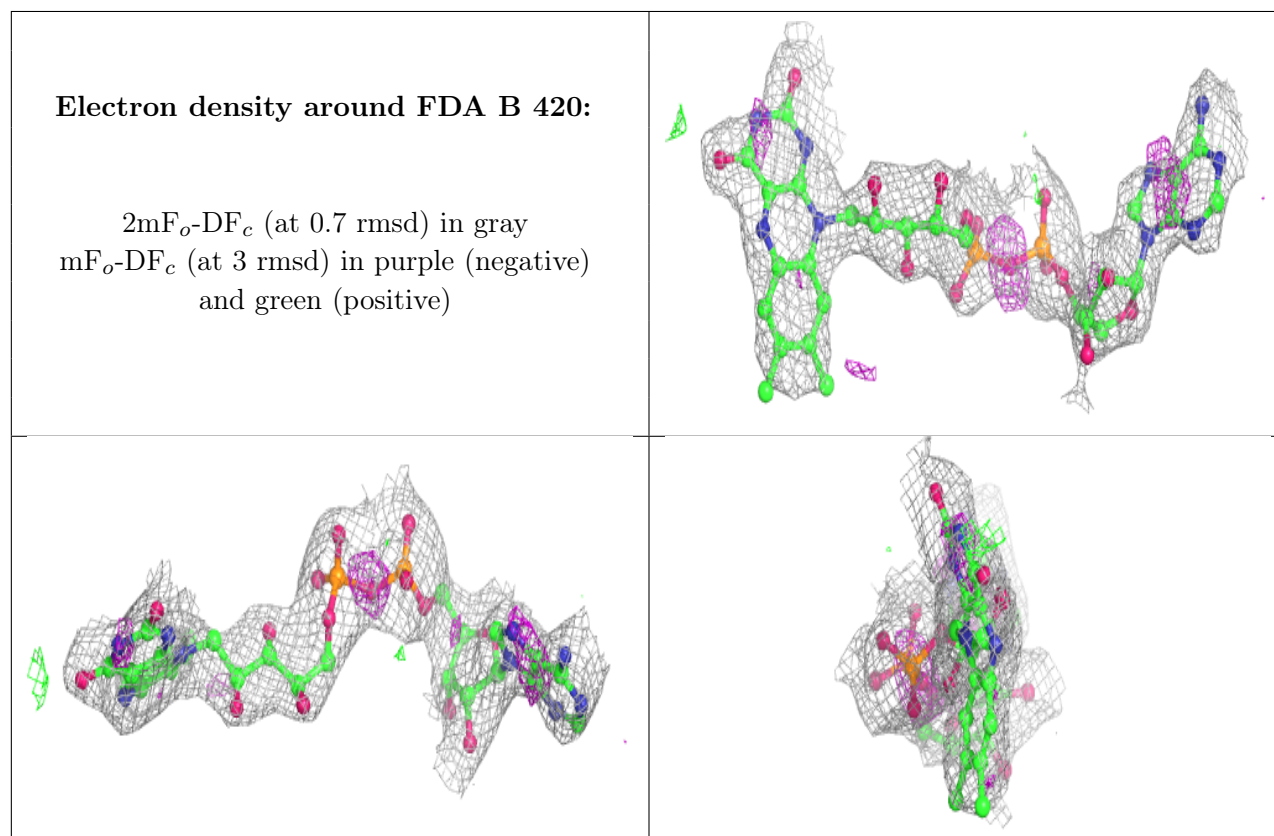 Electron density around FDA B 420:
2mFo-DFc (at 0.7 rmsd) in gray
mFo-DFc (at 3 rmsd) in purple (negative)
and green (positive)